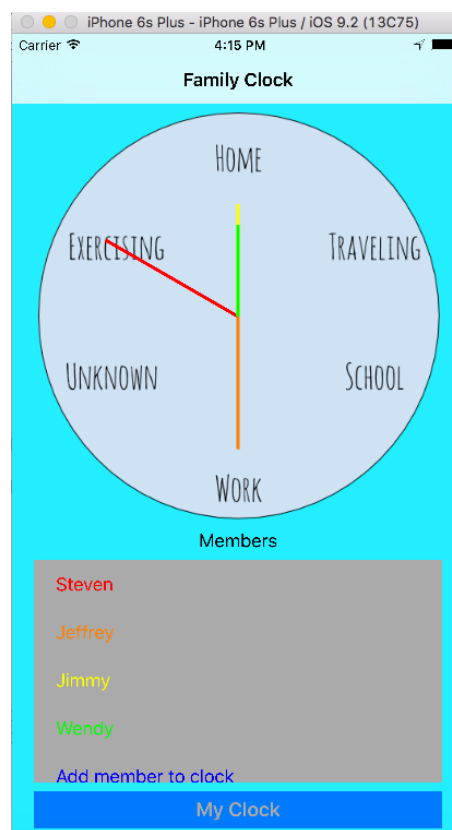 iPhone 6s Plus - iPhone 6s Plus / iOS 9.2 (13C75)
Carrier 4:15 PM
Family Clock
HOME
EXERCISING TRAVELING
UNKNOWN SCHOOL
WORK
Members
Steven
Jeffrey
Jimmy
Wendy
Add member to clock
My Clock